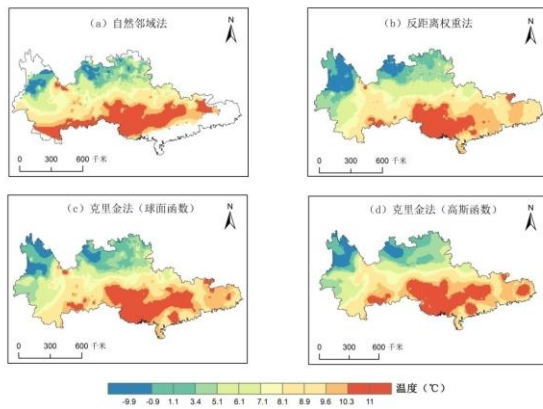 （a）自然邻域法
N
0 300 600 千米
（b）反距离权重法
N
0 300 600 千米
（c）克里金法（球面函数）
N
0 300 600 千米
（d）克里金法（高斯函数）
N
0 300 600 千米
温度（℃）
-9.9 -0.9 1.1 3.4 5.1 6.1 7.1 8.1 8.9 9.6 10.3 11